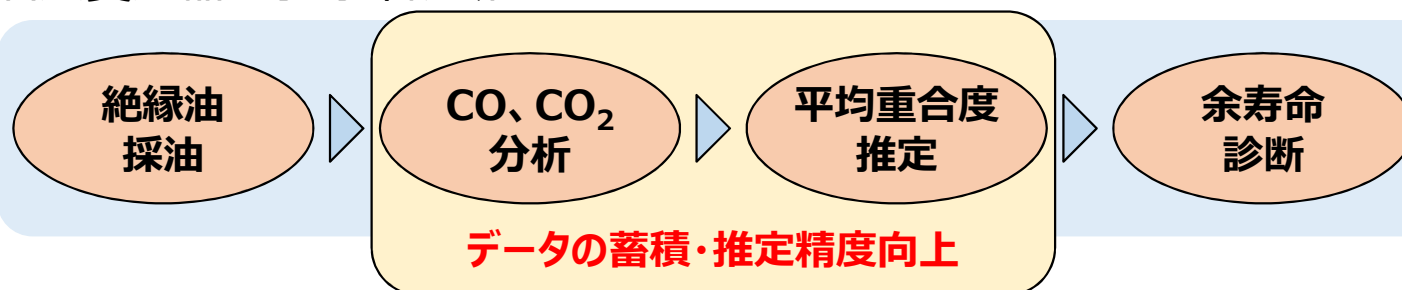 絶縁油
採油
CO、CO₂
分析
平均重合度
推定
余寿命
診断
データの蓄積・推定精度向上